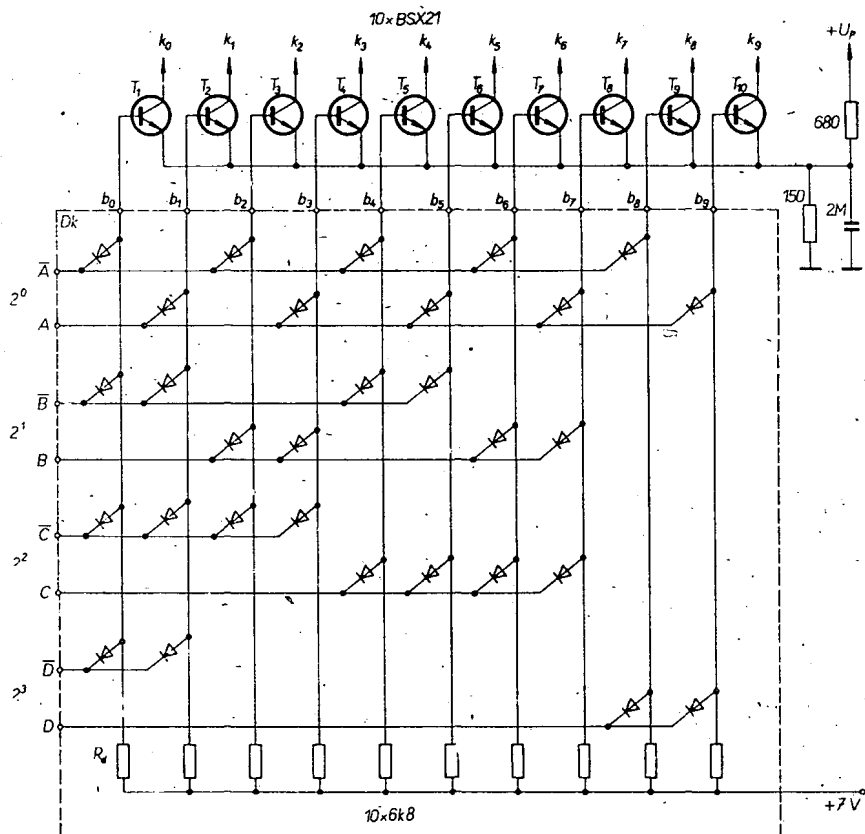 10×BSX21
k₀ k₁ k₂ k₃ k₄ k₅ k₆ k₇ k₈ k₉
+Uₚ
T₁ T₂ T₃ T₄ T₅ T₆ T₇ T₈ T₉ T₁₀
680
b₀ b₁ b₂ b₃ b₄ b₅ b₆ b₇ b₈ b₉
150
2M
Dk
A̅
2⁰
A
B̅
2¹
B
C̅
2²
C
D̅
2³
D
10×6k8
+7V